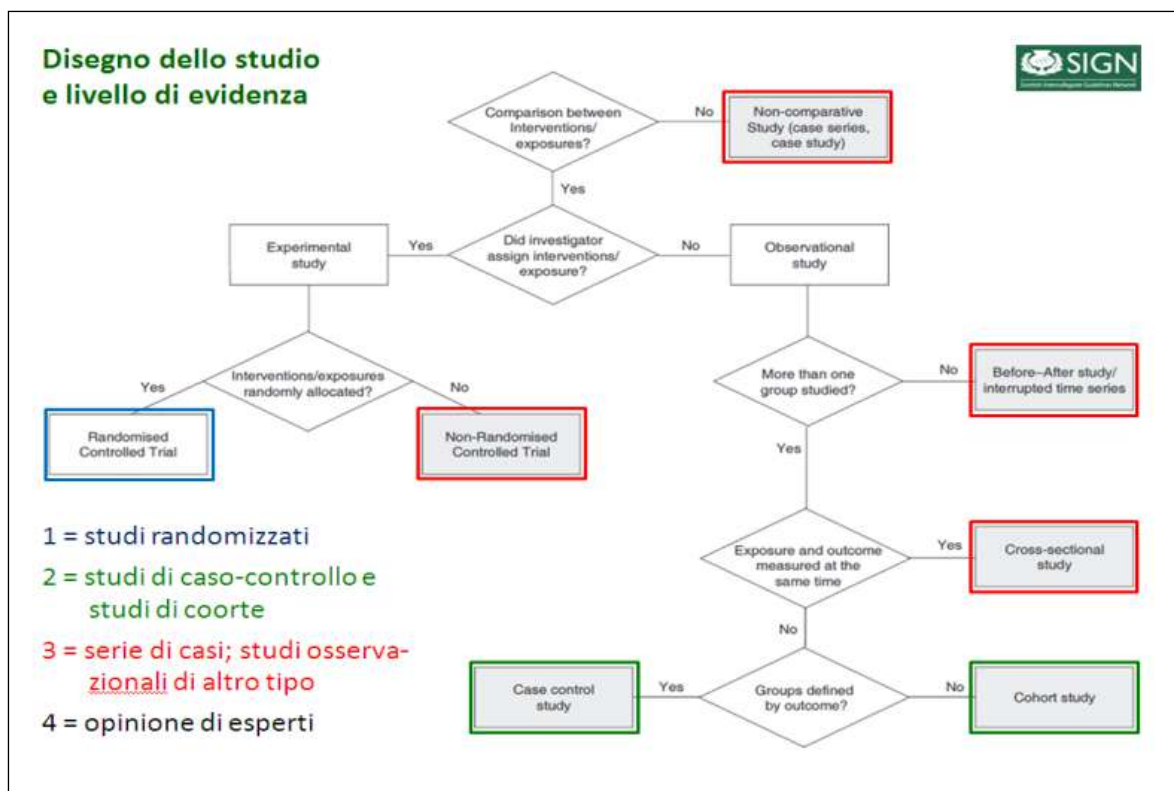 Disegno dello studio
e livello di evidenza
SIGN
Comparison between
Interventions/
exposures?
No
Non-comparative
Study (case series,
case study)
Yes
Experimental
study
Yes
Did investigator
assign interventions/
exposure?
No
Observational
study
Yes
Interventions/exposures
randomly allocated?
No
More than one
group studied?
No
Before–After study/
interrupted time series
Randomised
Controlled Trial
Non-Randomised
Controlled Trial
Yes
1 = studi randomizzati
2 = studi di caso-controllo e
studi di coorte
3 = serie di casi; studi osserva-
zionali di altro tipo
4 = opinione di esperti
Exposure and outcome
measured at the
same time
Yes
Cross-sectional
study
No
Case control
study
Yes
Groups defined
by outcome?
No
Cohort study